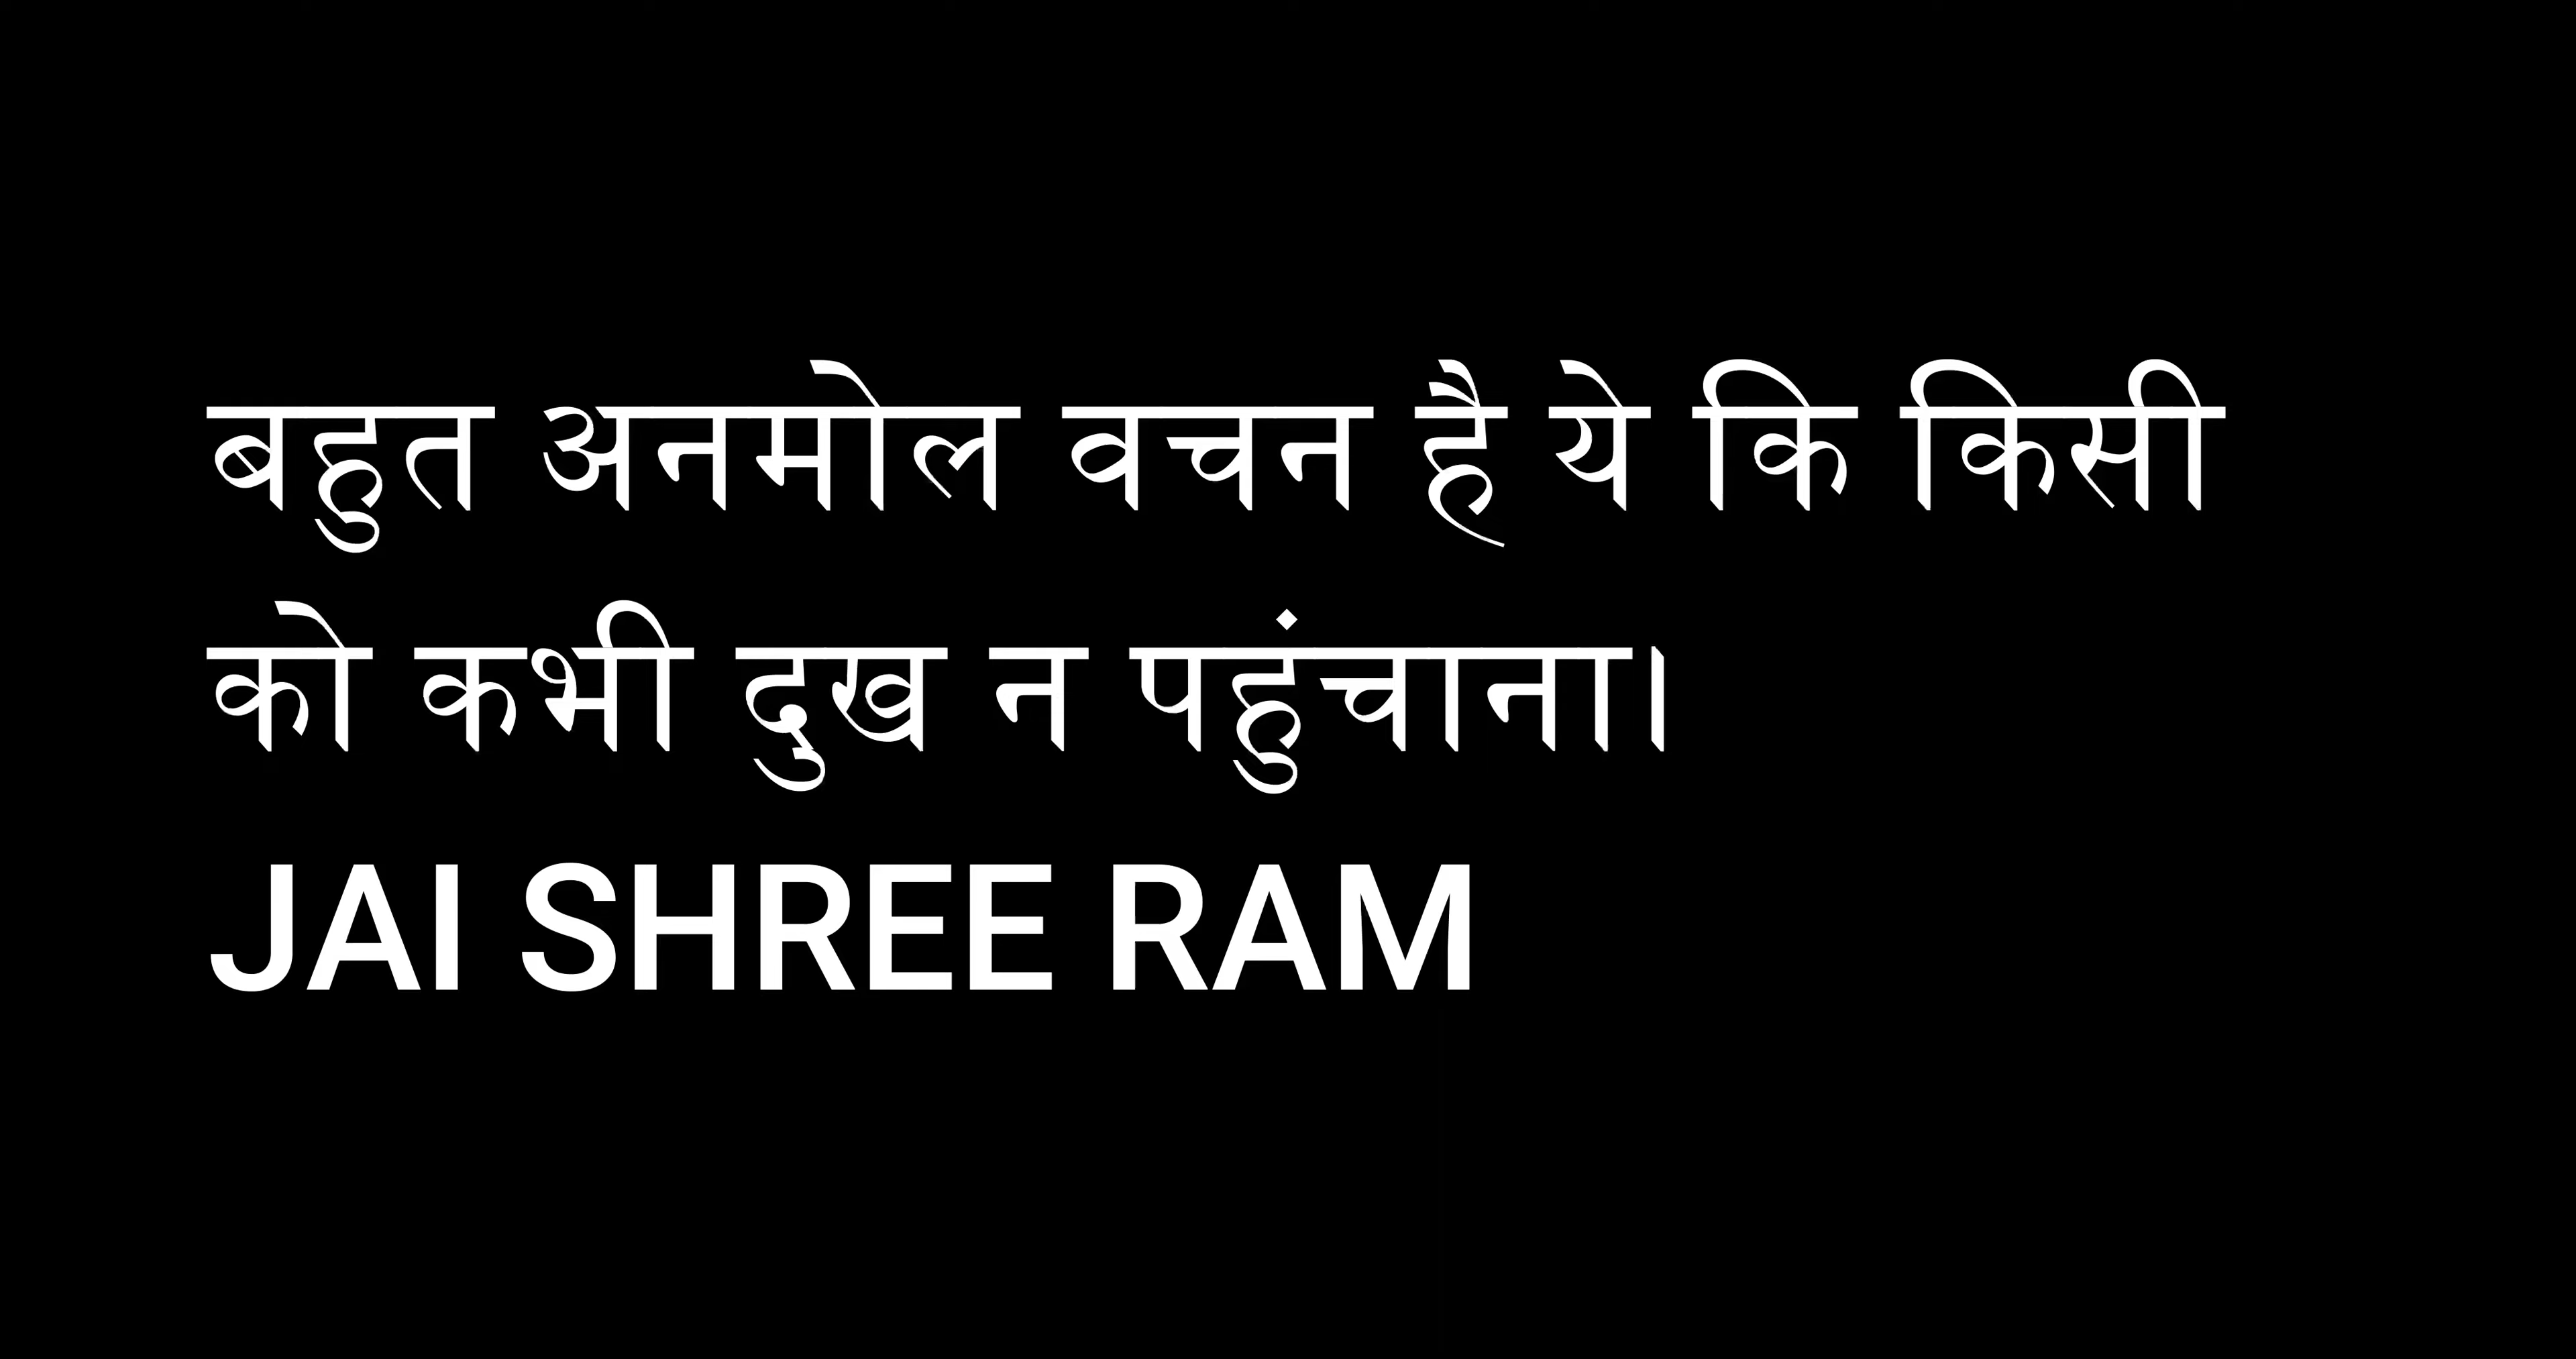 बहुत अनमोल वचन है ये कि किसी
को कभी दुख न पहुंचाना।
JAI SHREE RAM